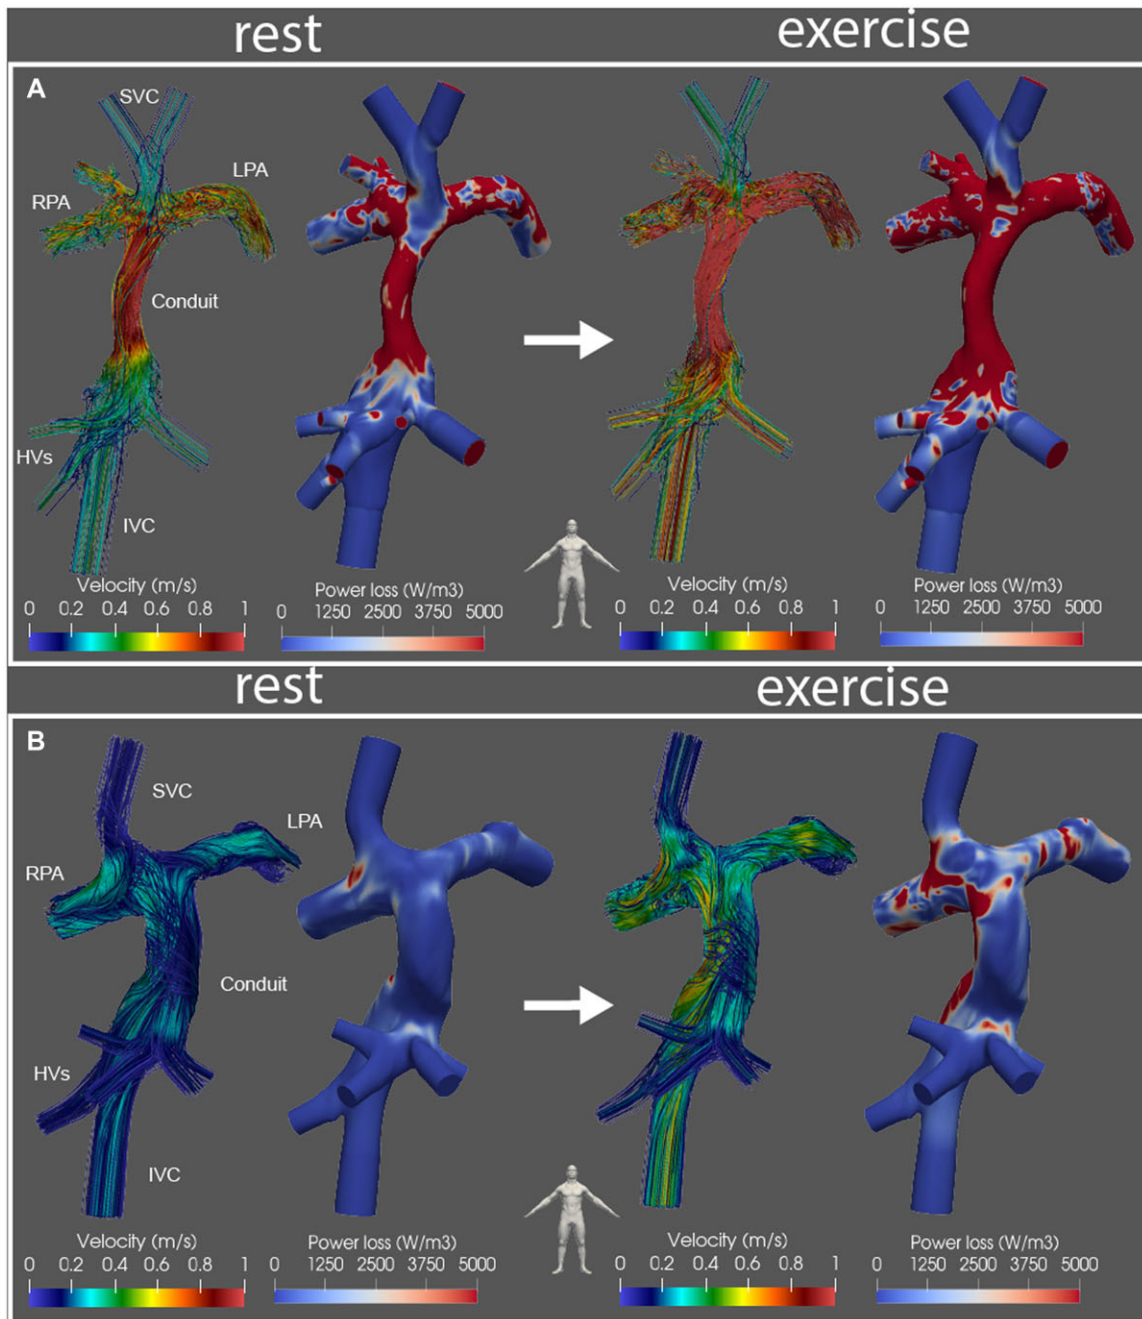 rest exercise
A
SVC
LPA
RPA
Conduit
HVs
IVC
Velocity (m/s) Power loss (W/m3) Velocity (m/s) Power loss (W/m3)
0 0.2 0.4 0.6 0.8 1 0 1250 2500 3750 5000 0 0.2 0.4 0.6 0.8 1 0 1250 2500 3750 5000
rest exercise
B
SVC
LPA
RPA
Conduit
HVs
IVC
Velocity (m/s) Power loss (W/m3) Velocity (m/s) Power loss (W/m3)
0 0.2 0.4 0.6 0.8 1 0 1250 2500 3750 5000 0 0.2 0.4 0.6 0.8 1 0 1250 2500 3750 5000